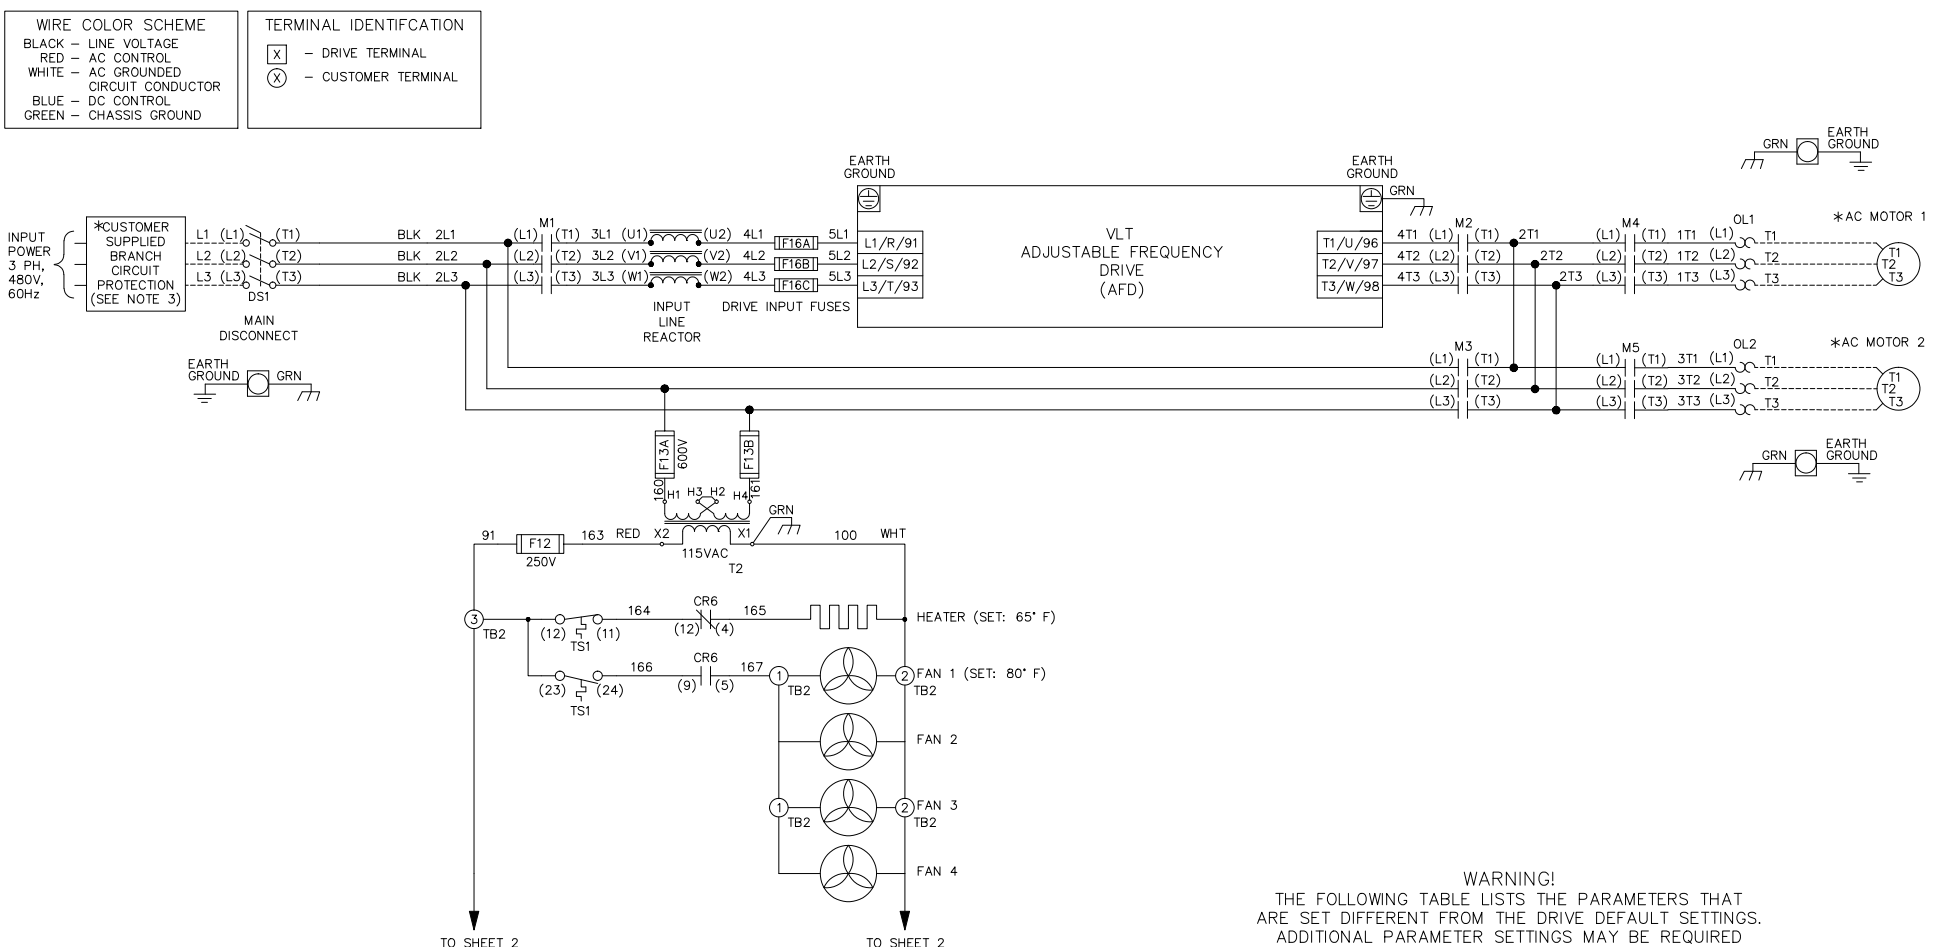 WIRE COLOR SCHEME
BLACK – LINE VOLTAGE
RED – AC CONTROL
WHITE – AC GROUNDED
CIRCUIT CONDUCTOR
BLUE – DC CONTROL
GREEN – CHASSIS GROUND
TERMINAL IDENTIFCATION
X – DRIVE TERMINAL
X – CUSTOMER TERMINAL
INPUT
POWER
3 PH,
480V,
60Hz
*CUSTOMER
SUPPLIED
BRANCH
CIRCUIT
PROTECTION
(SEE NOTE 3)
L1 (L1) (T1) BLK 2L1 (L1) M1 (T1) 3L1 (U1) (U2) 4L1 F16A 5L1 L1/R/91
L2 (L2) (T2) BLK 2L2 (L2) (T2) 3L2 (V1) (V2) 4L2 F16B 5L2 L2/S/92
L3 (L3) (T3) BLK 2L3 (L3) (T3) 3L3 (W1) (W2) 4L3 F16C 5L3 L3/T/93
DS1
MAIN
DISCONNECT
INPUT
LINE
REACTOR
DRIVE INPUT FUSES
EARTH
GROUND
GRN
EARTH
GROUND
VLT
ADJUSTABLE FREQUENCY
DRIVE
(AFD)
EARTH
GROUND
GRN
T1/U/96 4T1 (L1) M2 (T1) 2T1 (L1) M4 (T1) 1T1 (L1) OL1 T1
T2/V/97 4T2 (L2) (T2) 2T2 (L2) (T2) 1T2 (L2) T2
T3/W/98 4T3 (L3) (T3) 2T3 (L3) (T3) 1T3 (L3) T3
GRN
EARTH
GROUND
*AC MOTOR 1
T1
T2
T3
(L1) M3 (T1) (L1) M5 (T1) 3T1 (L1) OL2 T1
(L2) (T2) (L2) (T2) 3T2 (L2) T2
(L3) (T3) (L3) (T3) 3T3 (L3) T3
*AC MOTOR 2
T1
T2
T3
GRN
EARTH
GROUND
F13A
600V
F13B
160
161
H1 H3 H2 H4
GRN
91 F12 163 RED X2 X1 100 WHT
250V
115VAC
T2
3
TB2
(12) (11) 164 CR6 165 HEATER (SET: 65° F)
TS1
(12) (4)
(23) (24) 166 CR6 167 1 2 FAN 1 (SET: 80° F)
TS1
(9) (5)
TB2 TB2
FAN 2
1 2 FAN 3
TB2 TB2
FAN 4
TO SHEET 2
TO SHEET 2
WARNING!
THE FOLLOWING TABLE LISTS THE PARAMETERS THAT
ARE SET DIFFERENT FROM THE DRIVE DEFAULT SETTINGS.
ADDITIONAL PARAMETER SETTINGS MAY BE REQUIRED